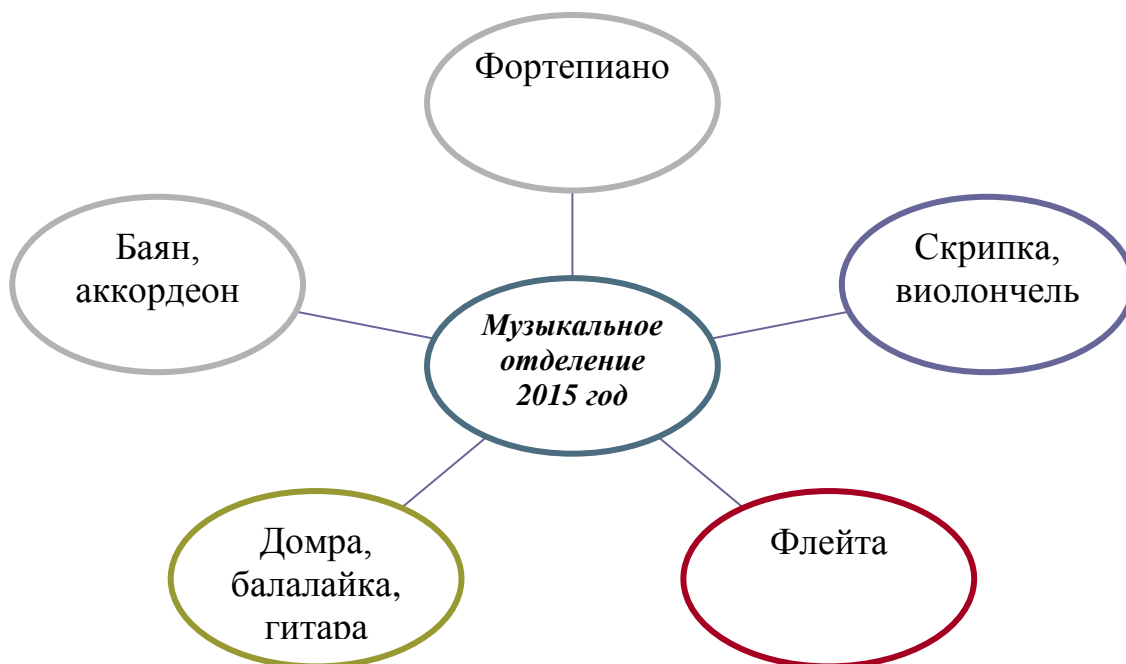 Фортепиано
Баян,
аккордеон
Скрипка,
виолончель
Музыкальное
отделение
2015 год
Домра,
балалайка,
гитара
Флейта